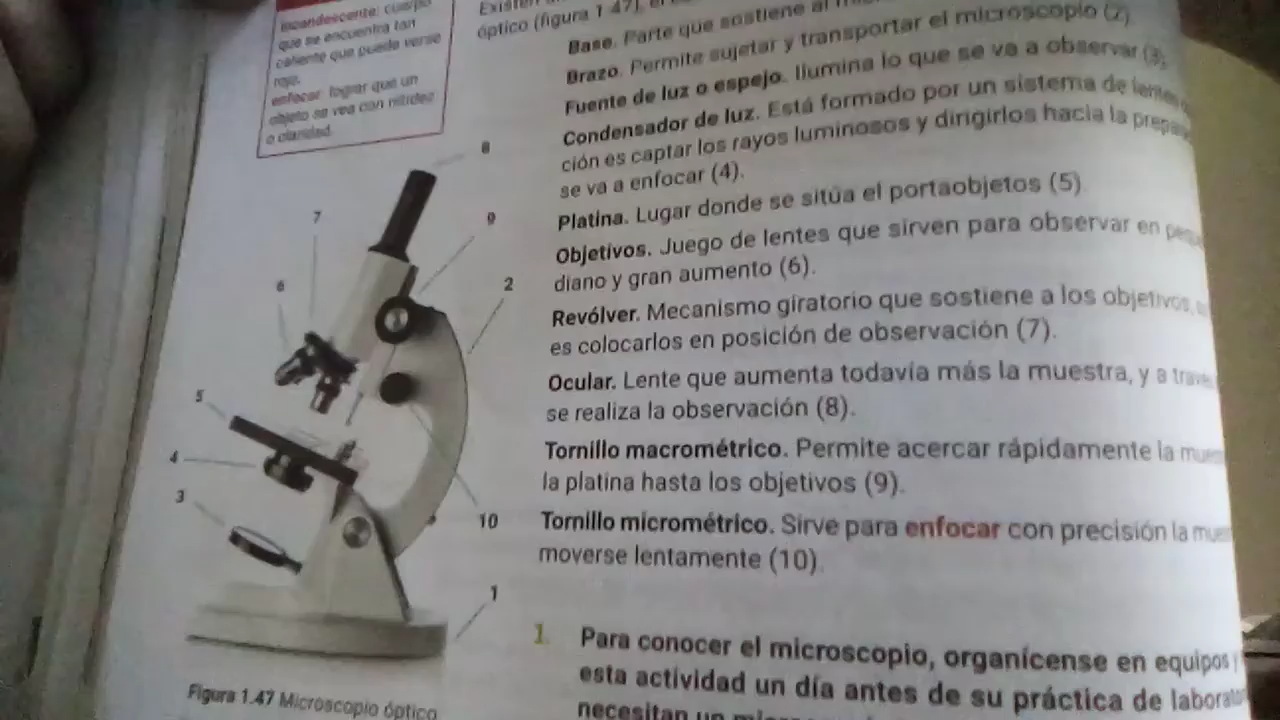 incandescente: cuerpo
que se encuentra tan
caliente que puede verse
rojo.
enfocar: lograr que un
objeto se vea con nitidez
o claridad.
Existen
óptico (figura 1.47), el
Base. Parte que sostiene al
Brazo. Permite sujetar y transportar el microscopio (2).
Fuente de luz o espejo. Ilumina lo que se va a observar (3).
Condensador de luz. Está formado por un sistema de lentes
ción es captar los rayos luminosos y dirigirlos hacia la
se va a enfocar (4).
Platina. Lugar donde se sitúa el portaobjetos (5)
Objetivos. Juego de lentes que sirven para observar en
diano y gran aumento (6).
Revólver. Mecanismo giratorio que sostiene a los objetivos,
es colocarlos en posición de observación (7).
Ocular. Lente que aumenta todavía más la muestra, y a
se realiza la observación (8).
Tornillo macrométrico. Permite acercar rápidamente la
la platina hasta los objetivos (9).
Tornillo micrométrico. Sirve para enfocar con precisión la
moverse lentamente (10).
8
7
9
6
2
5
4
3
10
1
Figura 1.47 Microscopio óptico
1. Para conocer el microscopio, organícense en equipos
esta actividad un día antes de su práctica de
necesitan un